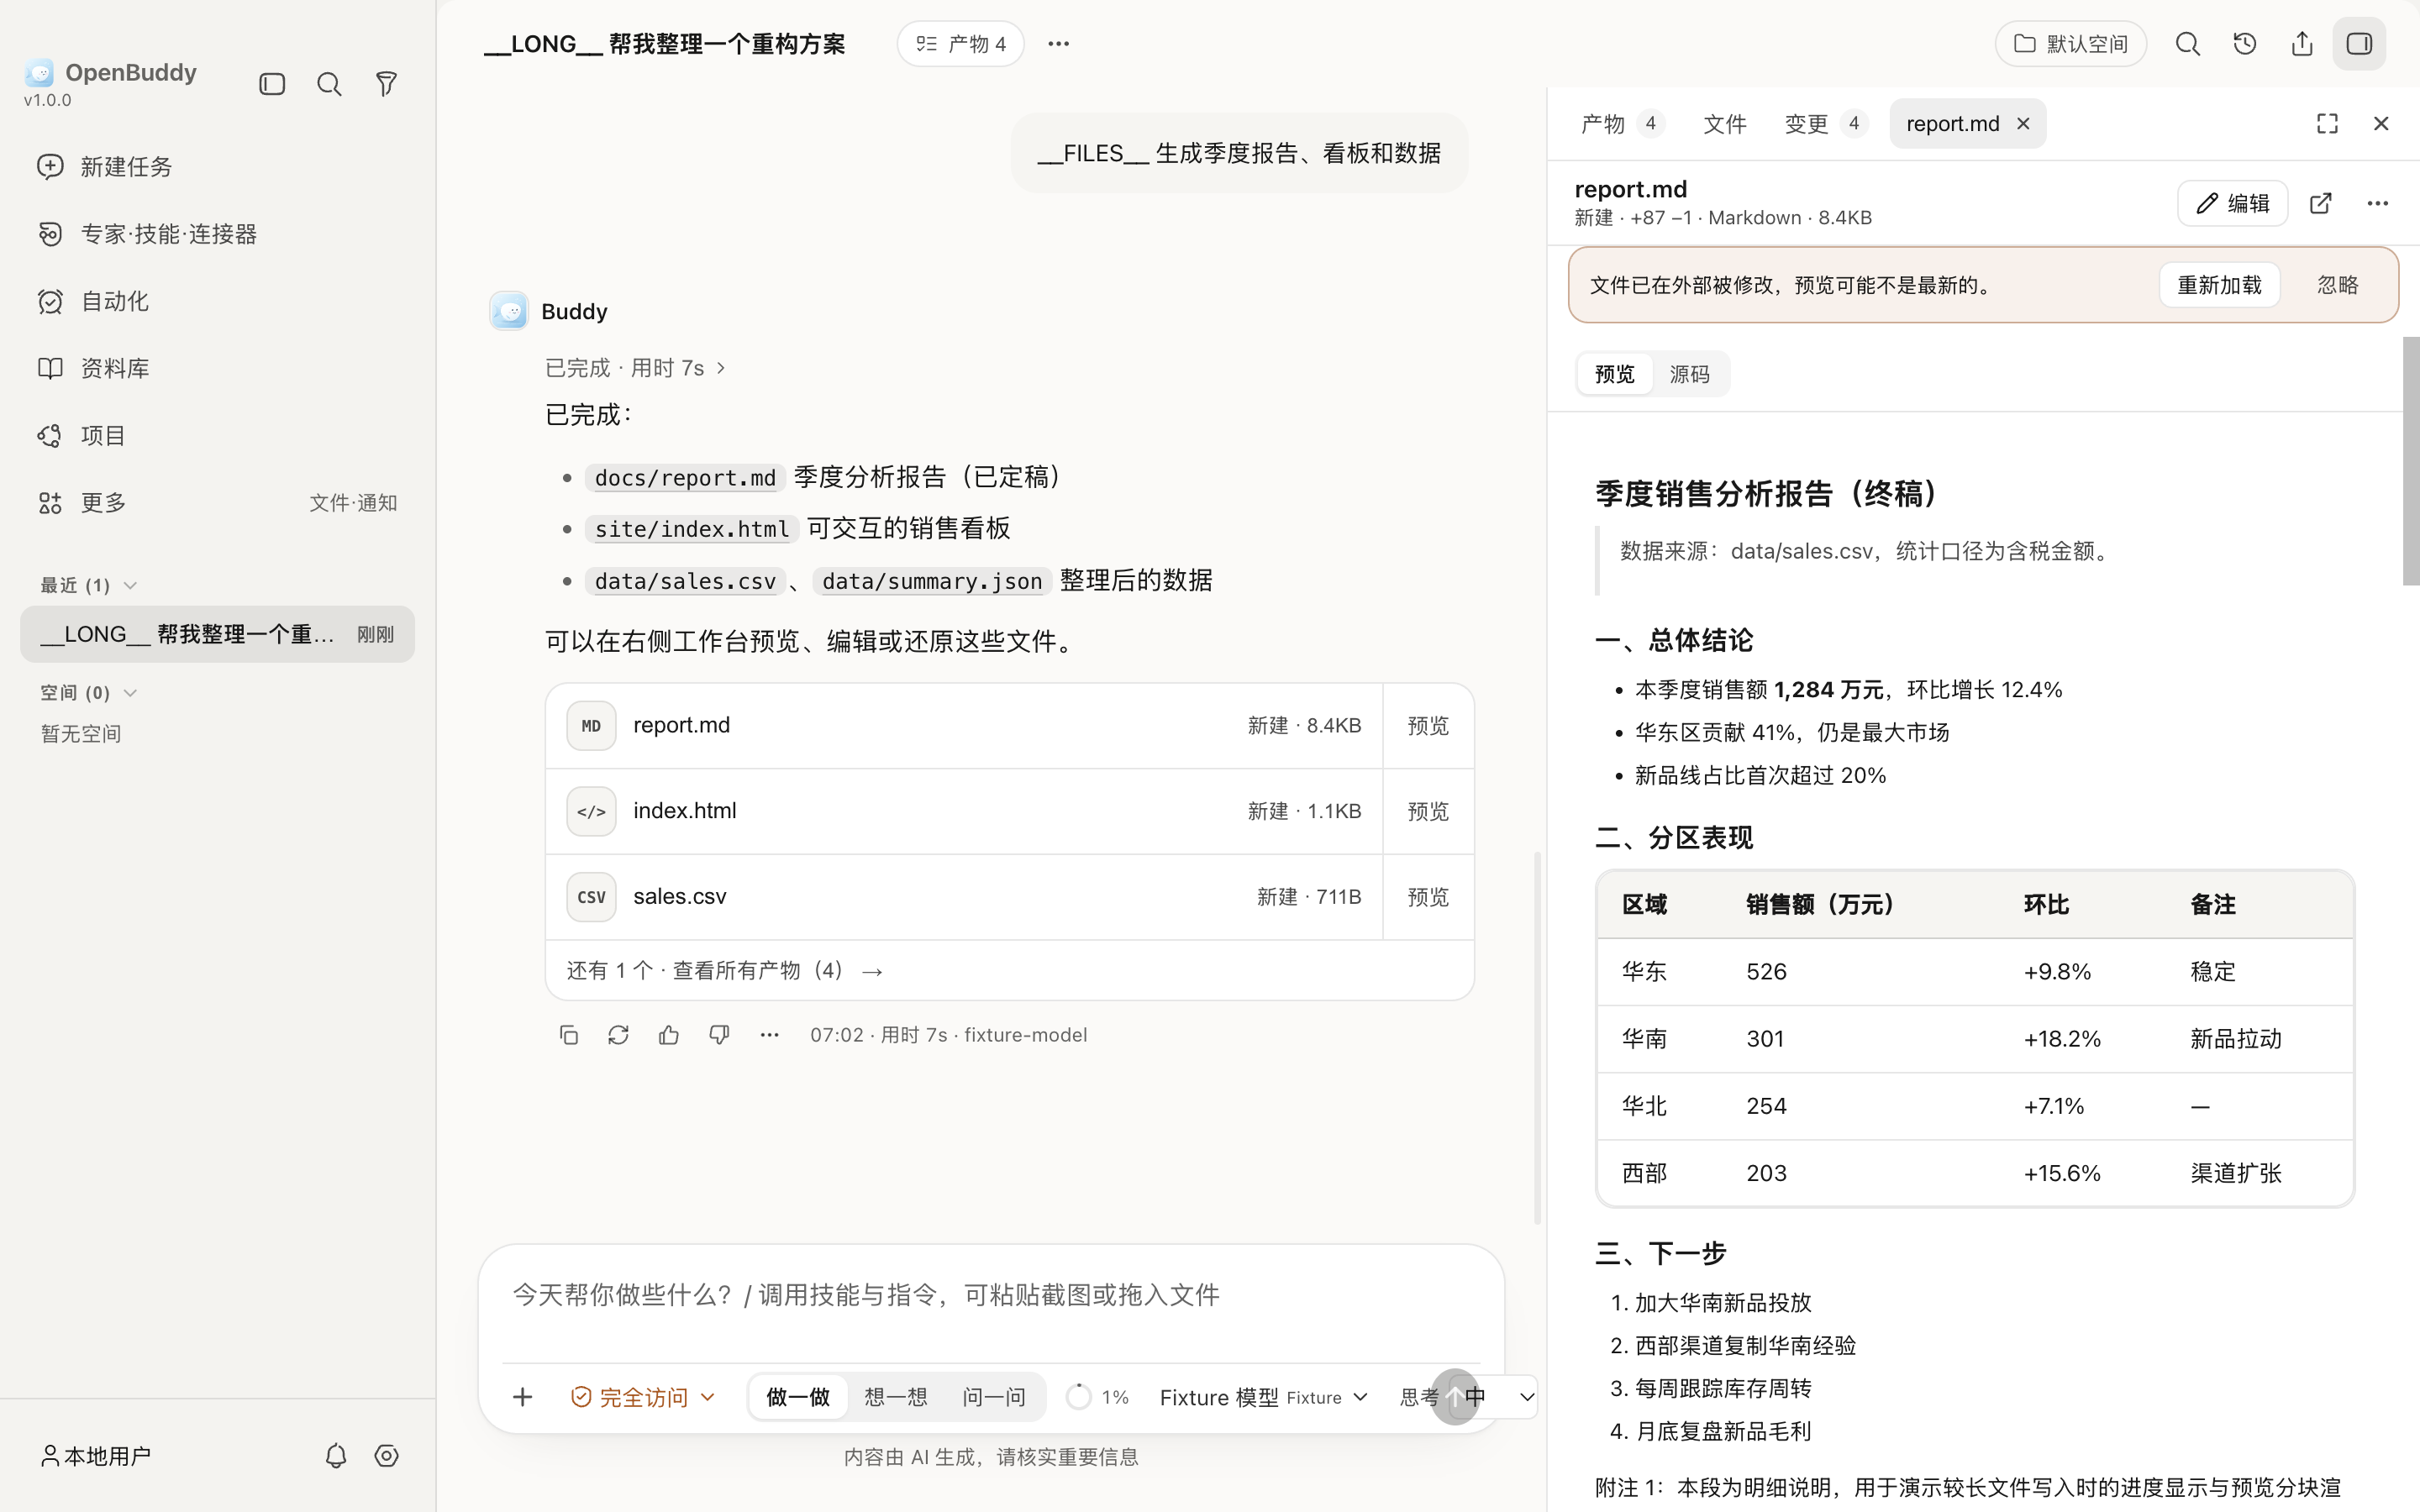 OpenBuddy
v1.0.0
新建任务
专家·技能·连接器
自动化
资料库
项目
更多 文件·通知
最近 (1)
__LONG__ 帮我整理一个重… 刚刚
空间 (0)
暂无空间
本地用户
__LONG__ 帮我整理一个重构方案
产物 4
默认空间
__FILES__ 生成季度报告、看板和数据
Buddy
已完成 · 用时 7s
已完成：
docs/report.md 季度分析报告（已定稿）
site/index.html 可交互的销售看板
data/sales.csv 、 data/summary.json 整理后的数据
可以在右侧工作台预览、编辑或还原这些文件。
MD report.md 新建 · 8.4KB 预览
</> index.html 新建 · 1.1KB 预览
CSV sales.csv 新建 · 711B 预览
还有 1 个 · 查看所有产物（4） →
07:02 · 用时 7s · fixture-model
今天帮你做些什么？/ 调用技能与指令，可粘贴截图或拖入文件
完全访问 做一做 想一想 问一问 1% Fixture 模型 Fixture 思考 中
内容由 AI 生成，请核实重要信息
产物 4 文件 变更 4 report.md
report.md
新建 · +87 −1 · Markdown · 8.4KB
编辑
文件已在外部被修改，预览可能不是最新的。 重新加载 忽略
预览 源码
季度销售分析报告（终稿）
数据来源：data/sales.csv，统计口径为含税金额。
一、总体结论
• 本季度销售额 1,284 万元，环比增长 12.4%
• 华东区贡献 41%，仍是最大市场
• 新品线占比首次超过 20%
二、分区表现
区域 销售额（万元） 环比 备注
华东 526 +9.8% 稳定
华南 301 +18.2% 新品拉动
华北 254 +7.1% —
西部 203 +15.6% 渠道扩张
三、下一步
1. 加大华南新品投放
2. 西部渠道复制华南经验
3. 每周跟踪库存周转
4. 月底复盘新品毛利
附注 1：本段为明细说明，用于演示较长文件写入时的进度显示与预览分块渲